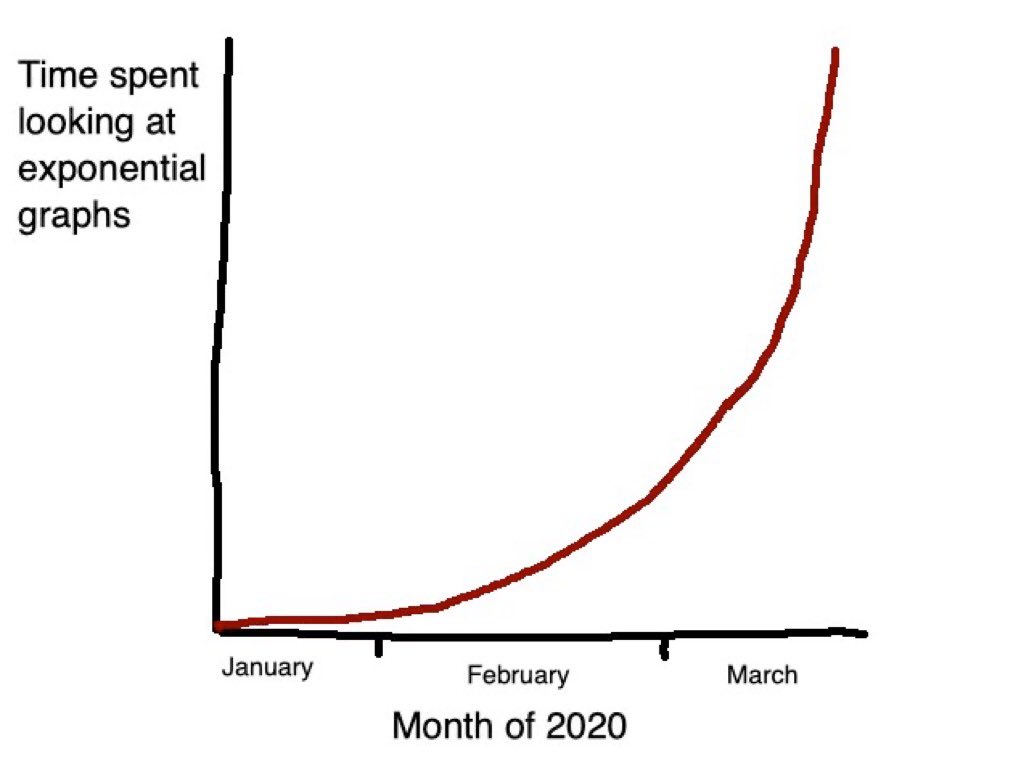 Time spent
looking at
exponential
graphs
January
February
March
Month of 2020